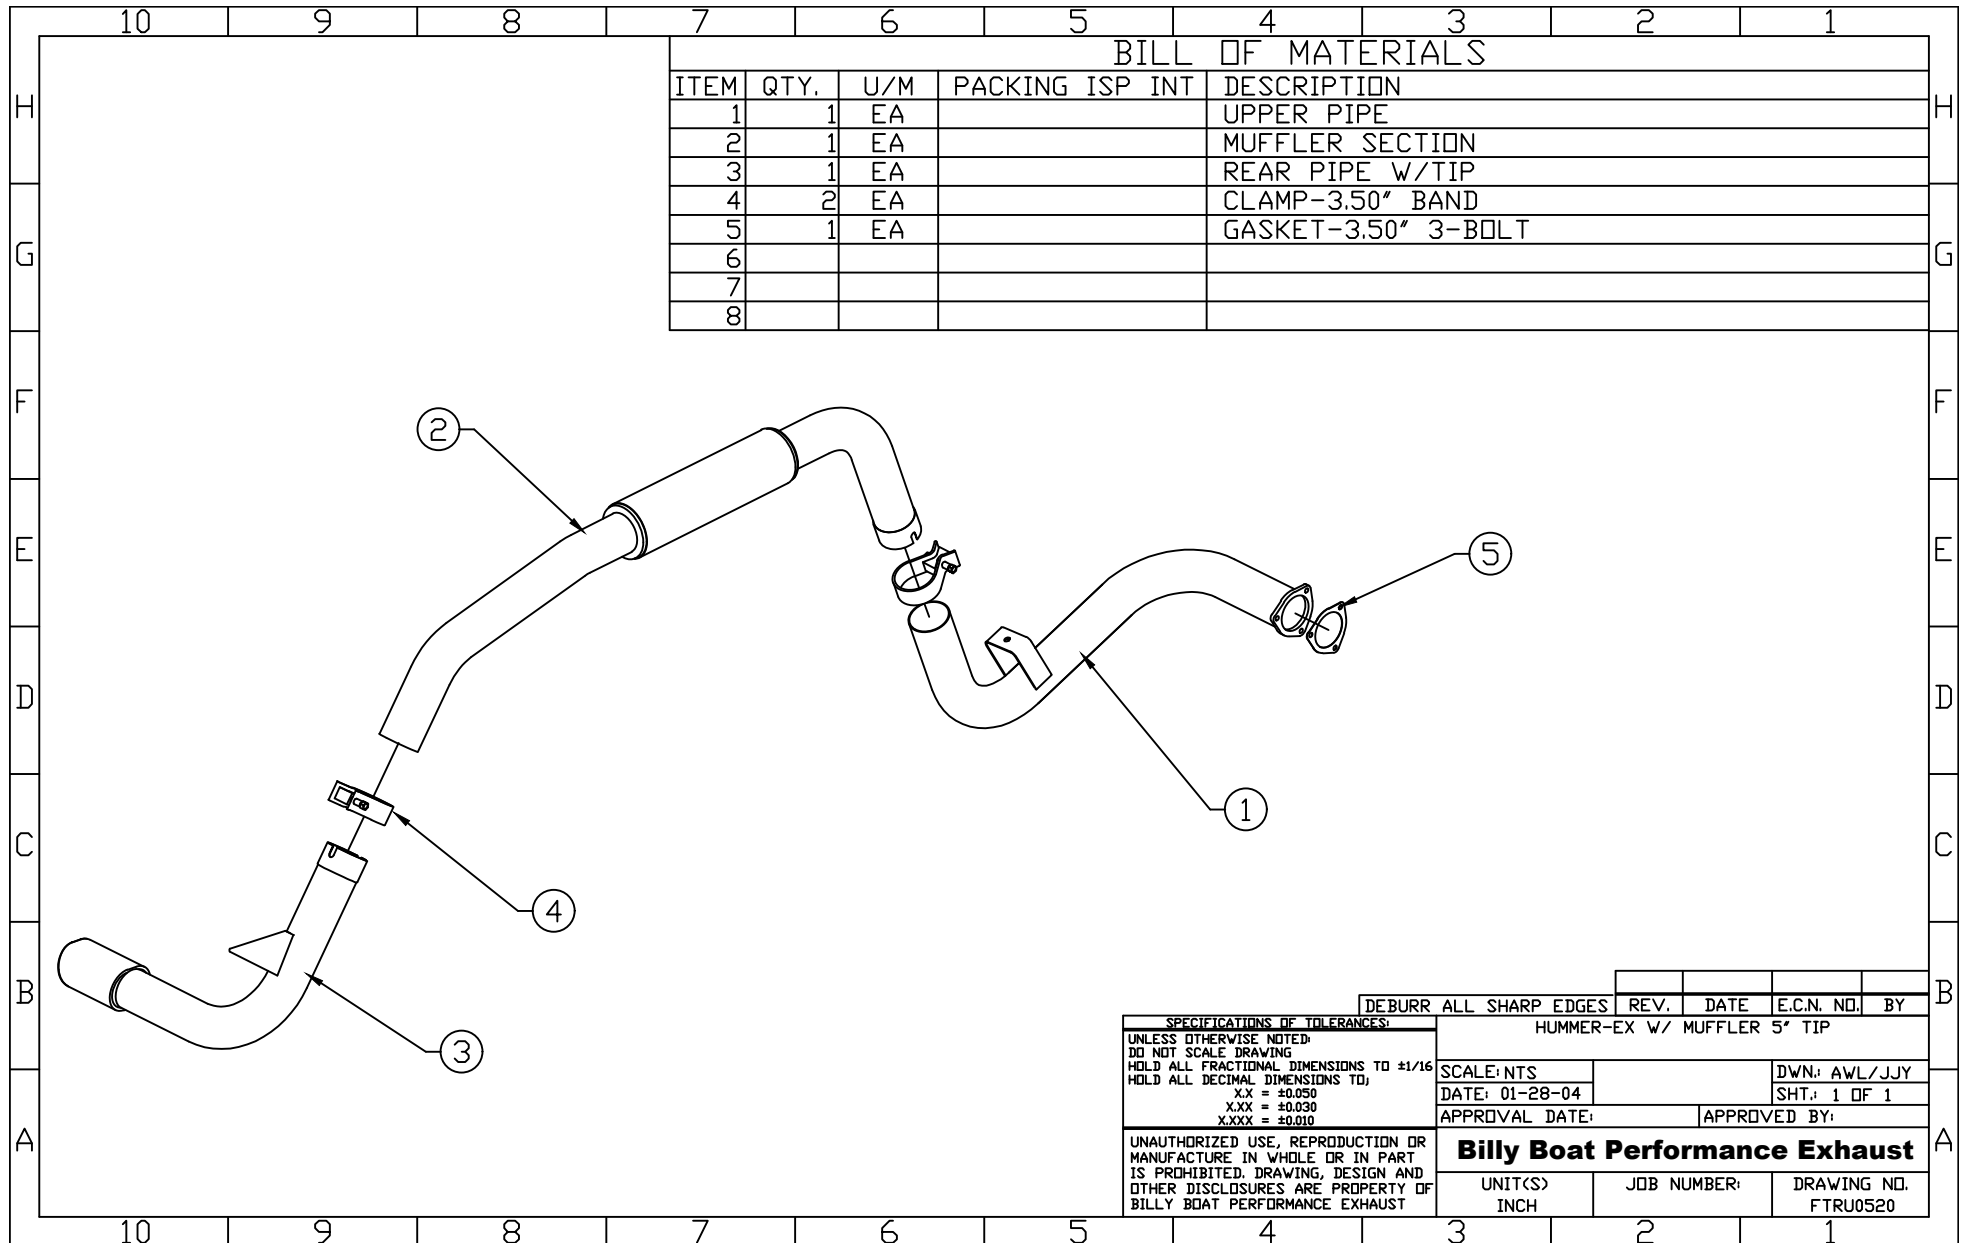 10 9 8 7 6 5 4 3 2 1
BILL OF MATERIALS
ITEM QTY. U/M PACKING ISP INT DESCRIPTION
1 1 EA UPPER PIPE
2 1 EA MUFFLER SECTION
3 1 EA REAR PIPE W/TIP
4 2 EA CLAMP-3.50" BAND
5 1 EA GASKET-3.50" 3-BOLT
6
7
8
H H
G G
F F
E E
D D
C C
B B
A A
2
5
1
4
3
DEBURR ALL SHARP EDGES REV. DATE E.C.N. NO. BY
SPECIFICATIONS OF TOLERANCES:
UNLESS OTHERWISE NOTED:
DO NOT SCALE DRAWING
HOLD ALL FRACTIONAL DIMENSIONS TO ±1/16
HOLD ALL DECIMAL DIMENSIONS TO;
X.X = ±0.050
X.XX = ±0.030
X.XXX = ±0.010
UNAUTHORIZED USE, REPRODUCTION OR
MANUFACTURE IN WHOLE OR IN PART
IS PROHIBITED. DRAWING, DESIGN AND
OTHER DISCLOSURES ARE PROPERTY OF
BILLY BOAT PERFORMANCE EXHAUST
HUMMER-EX W/ MUFFLER 5" TIP
SCALE: NTS DWN.: AWL/JJY
DATE: 01-28-04 SHT.: 1 OF 1
APPROVAL DATE: APPROVED BY:
Billy Boat Performance Exhaust
UNIT(S) JOB NUMBER: DRAWING NO.
INCH FTRU0520
10 9 8 7 6 5 4 3 2 1